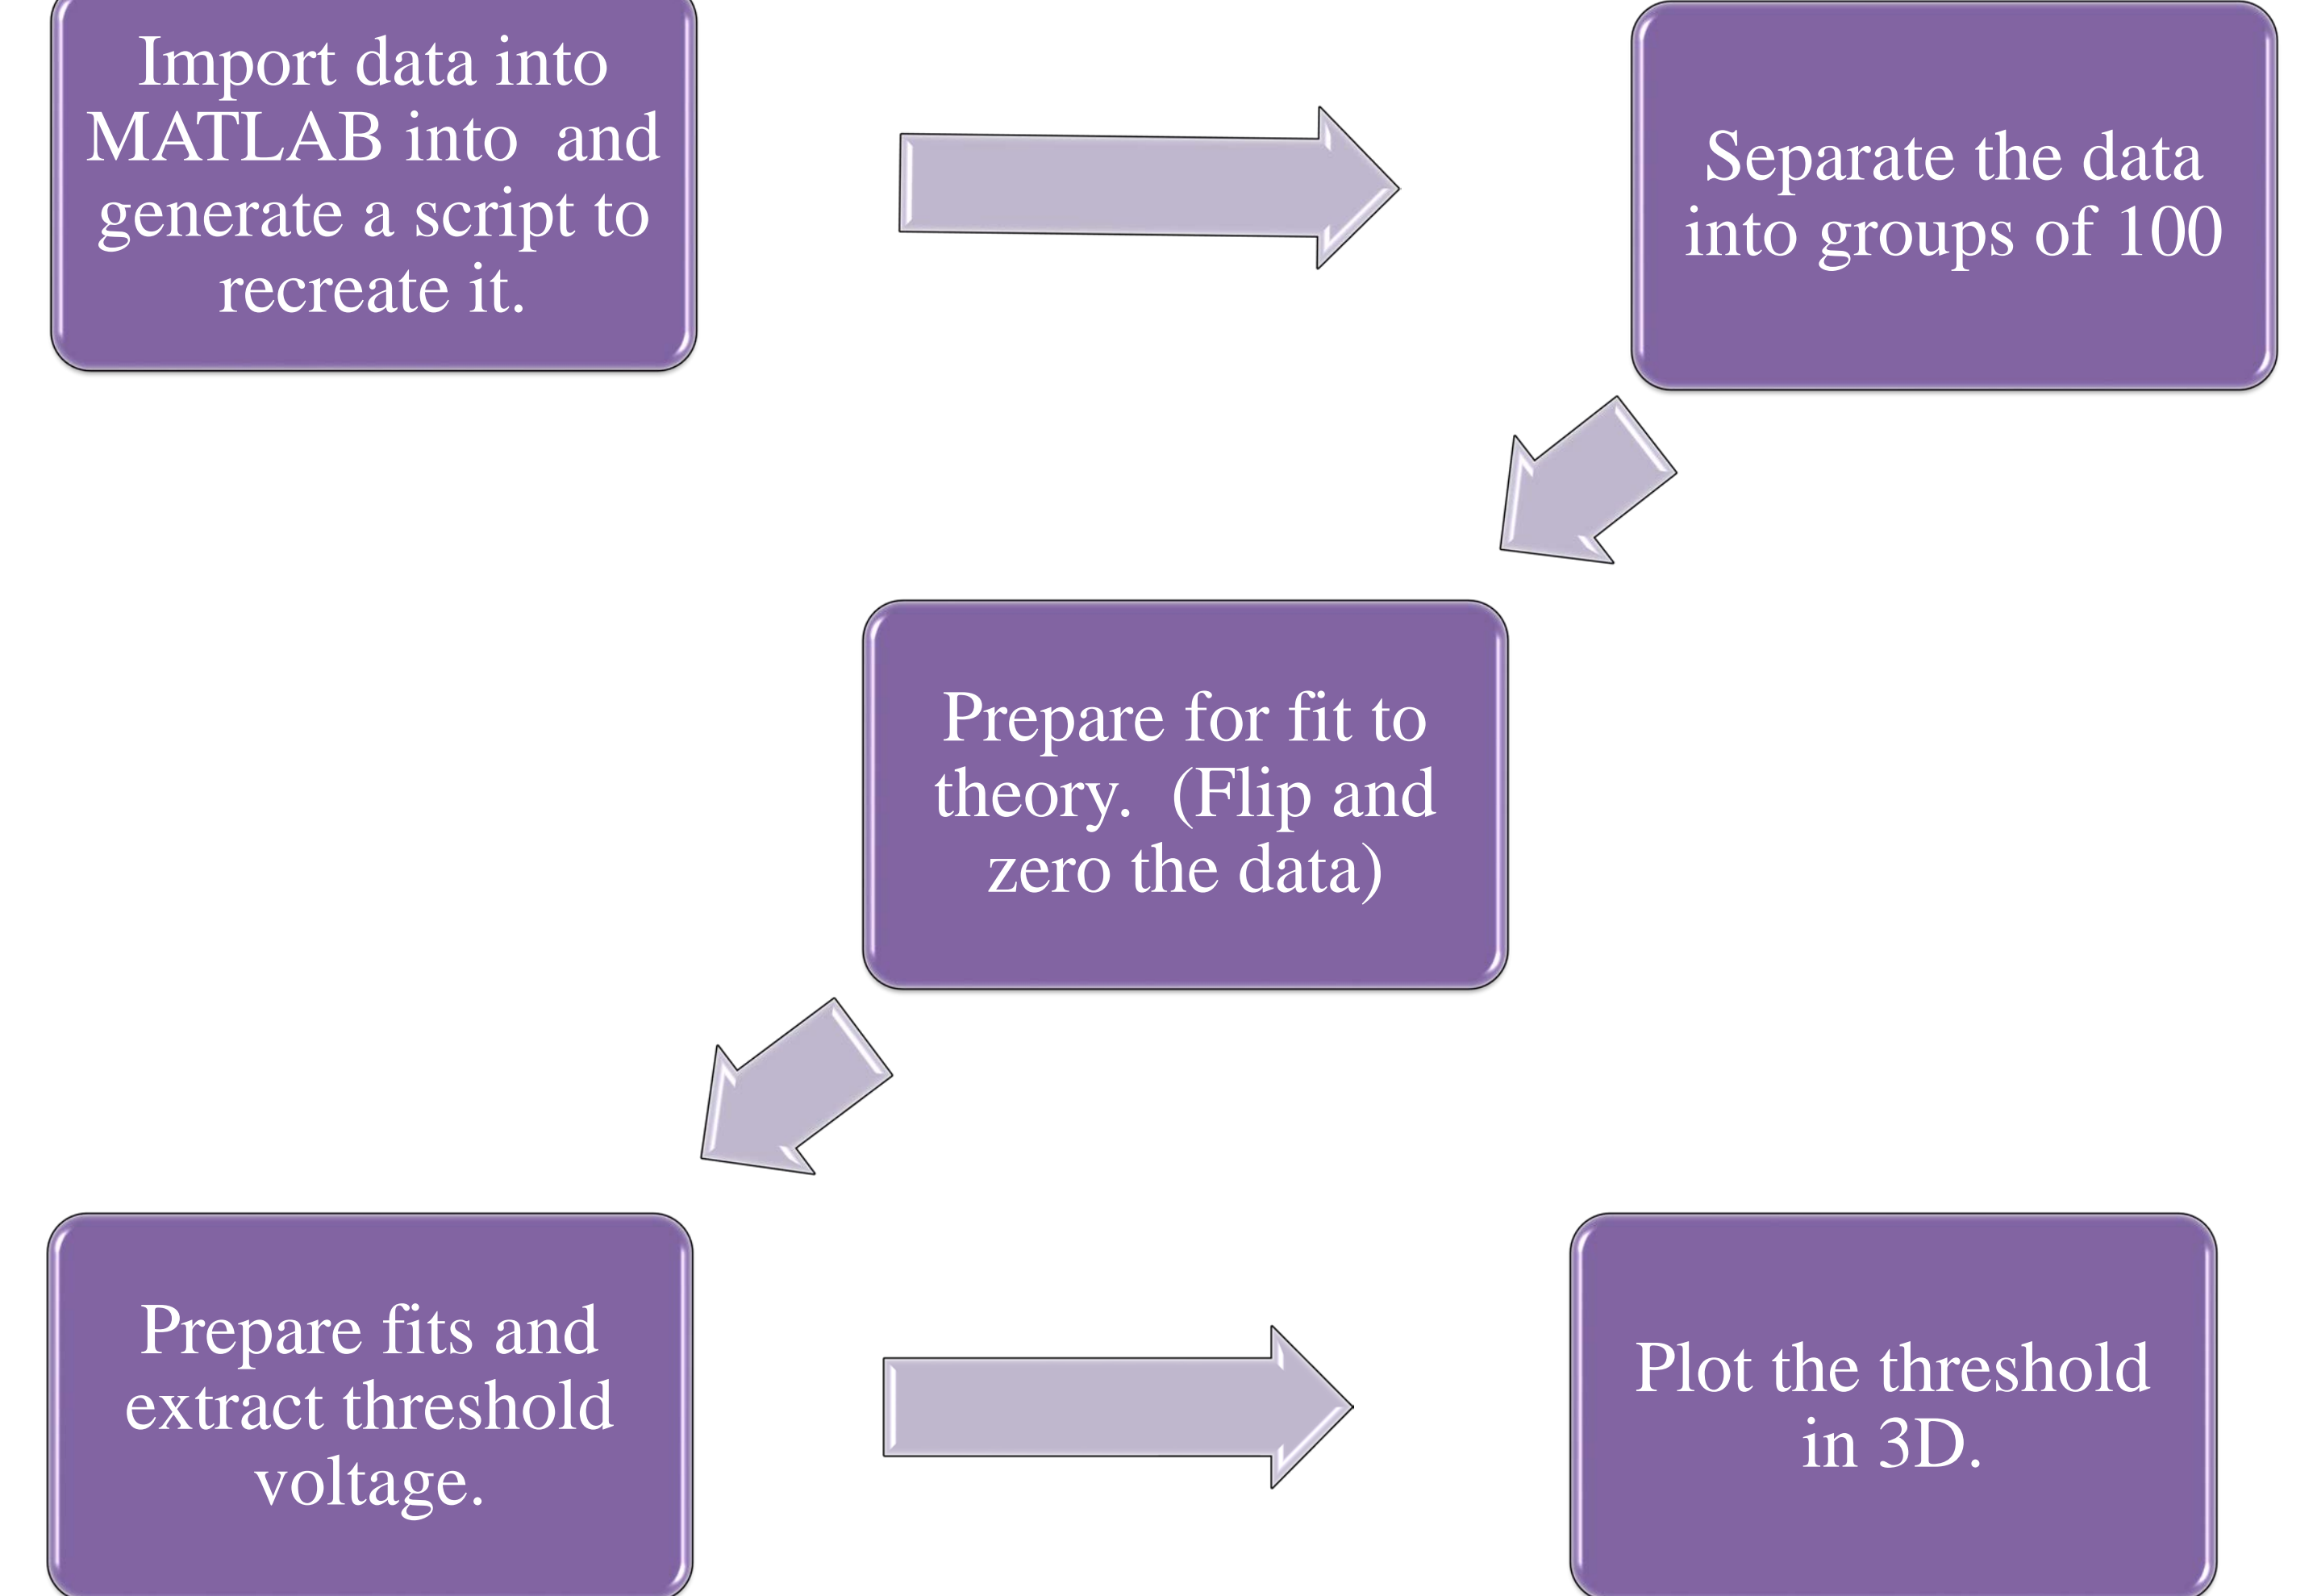 Import data into
MATLAB into and
generate a script to
recreate it.
Separate the data
into groups of 100
Prepare for fit to
theory. (Flip and
zero the data)
Prepare fits and
extract threshold
voltage.
Plot the threshold
in 3D.